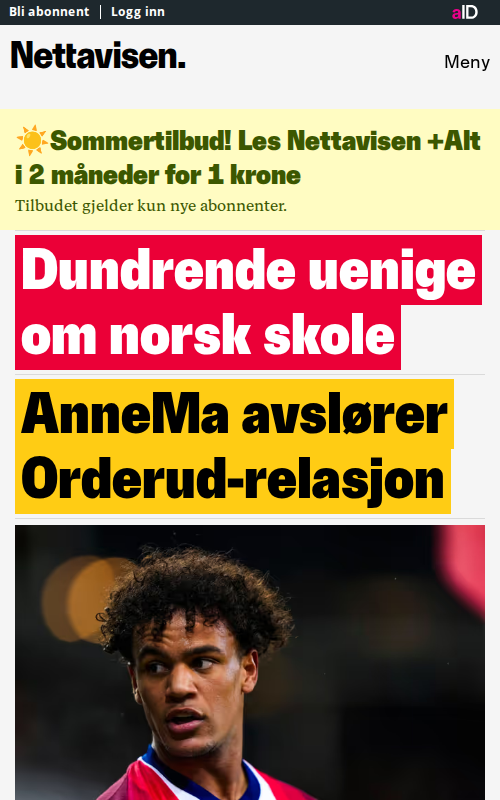 Bli abonnent | Logg inn
aID
Nettavisen.
Meny
☀️Sommertilbud! Les Nettavisen +Alt
i 2 måneder for 1 krone
Tilbudet gjelder kun nye abonnenter.
Dundrende uenige
om norsk skole
AnneMa avslører
Orderud-relasjon